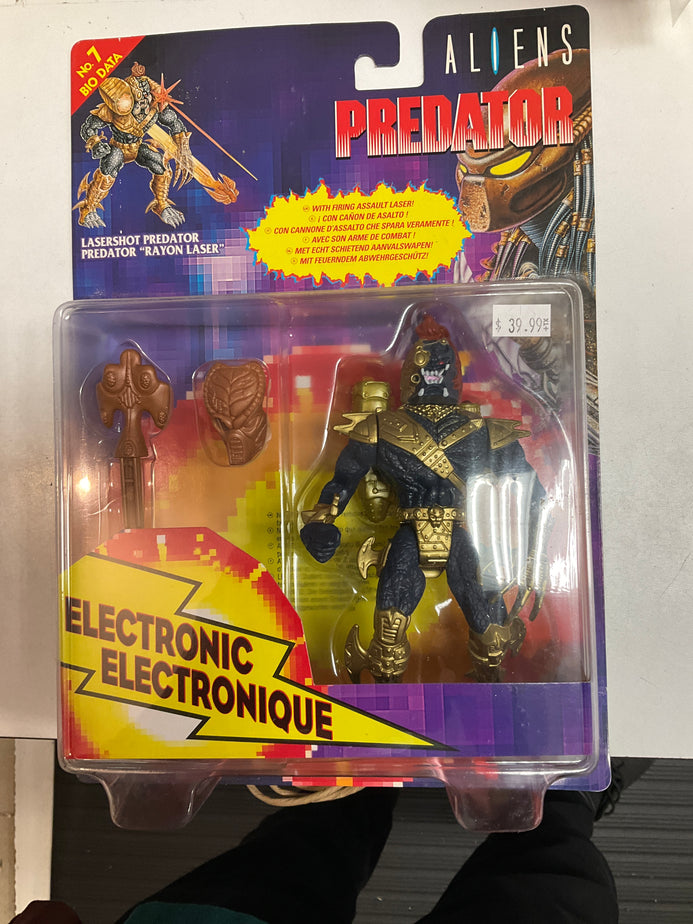 No. 7
BIO DATA
ALIENS
PREDATOR
LASERSHOT PREDATOR
PREDATOR "RAYON LASER"
WITH FIRING ASSAULT LASER!
¡ CON CAÑON DE ASALTO !
CON CANNONE D'ASSALTO CHE SPARA VERAMENTE !
AVEC SON ARME DE COMBAT !
MET ECHT SCHIETEND AANVALSWAPEN!
MIT FEUERNDEM ABWEHRGESCHÜTZ!
$ 39.99
ELECTRONIC
ELECTRONIQUE